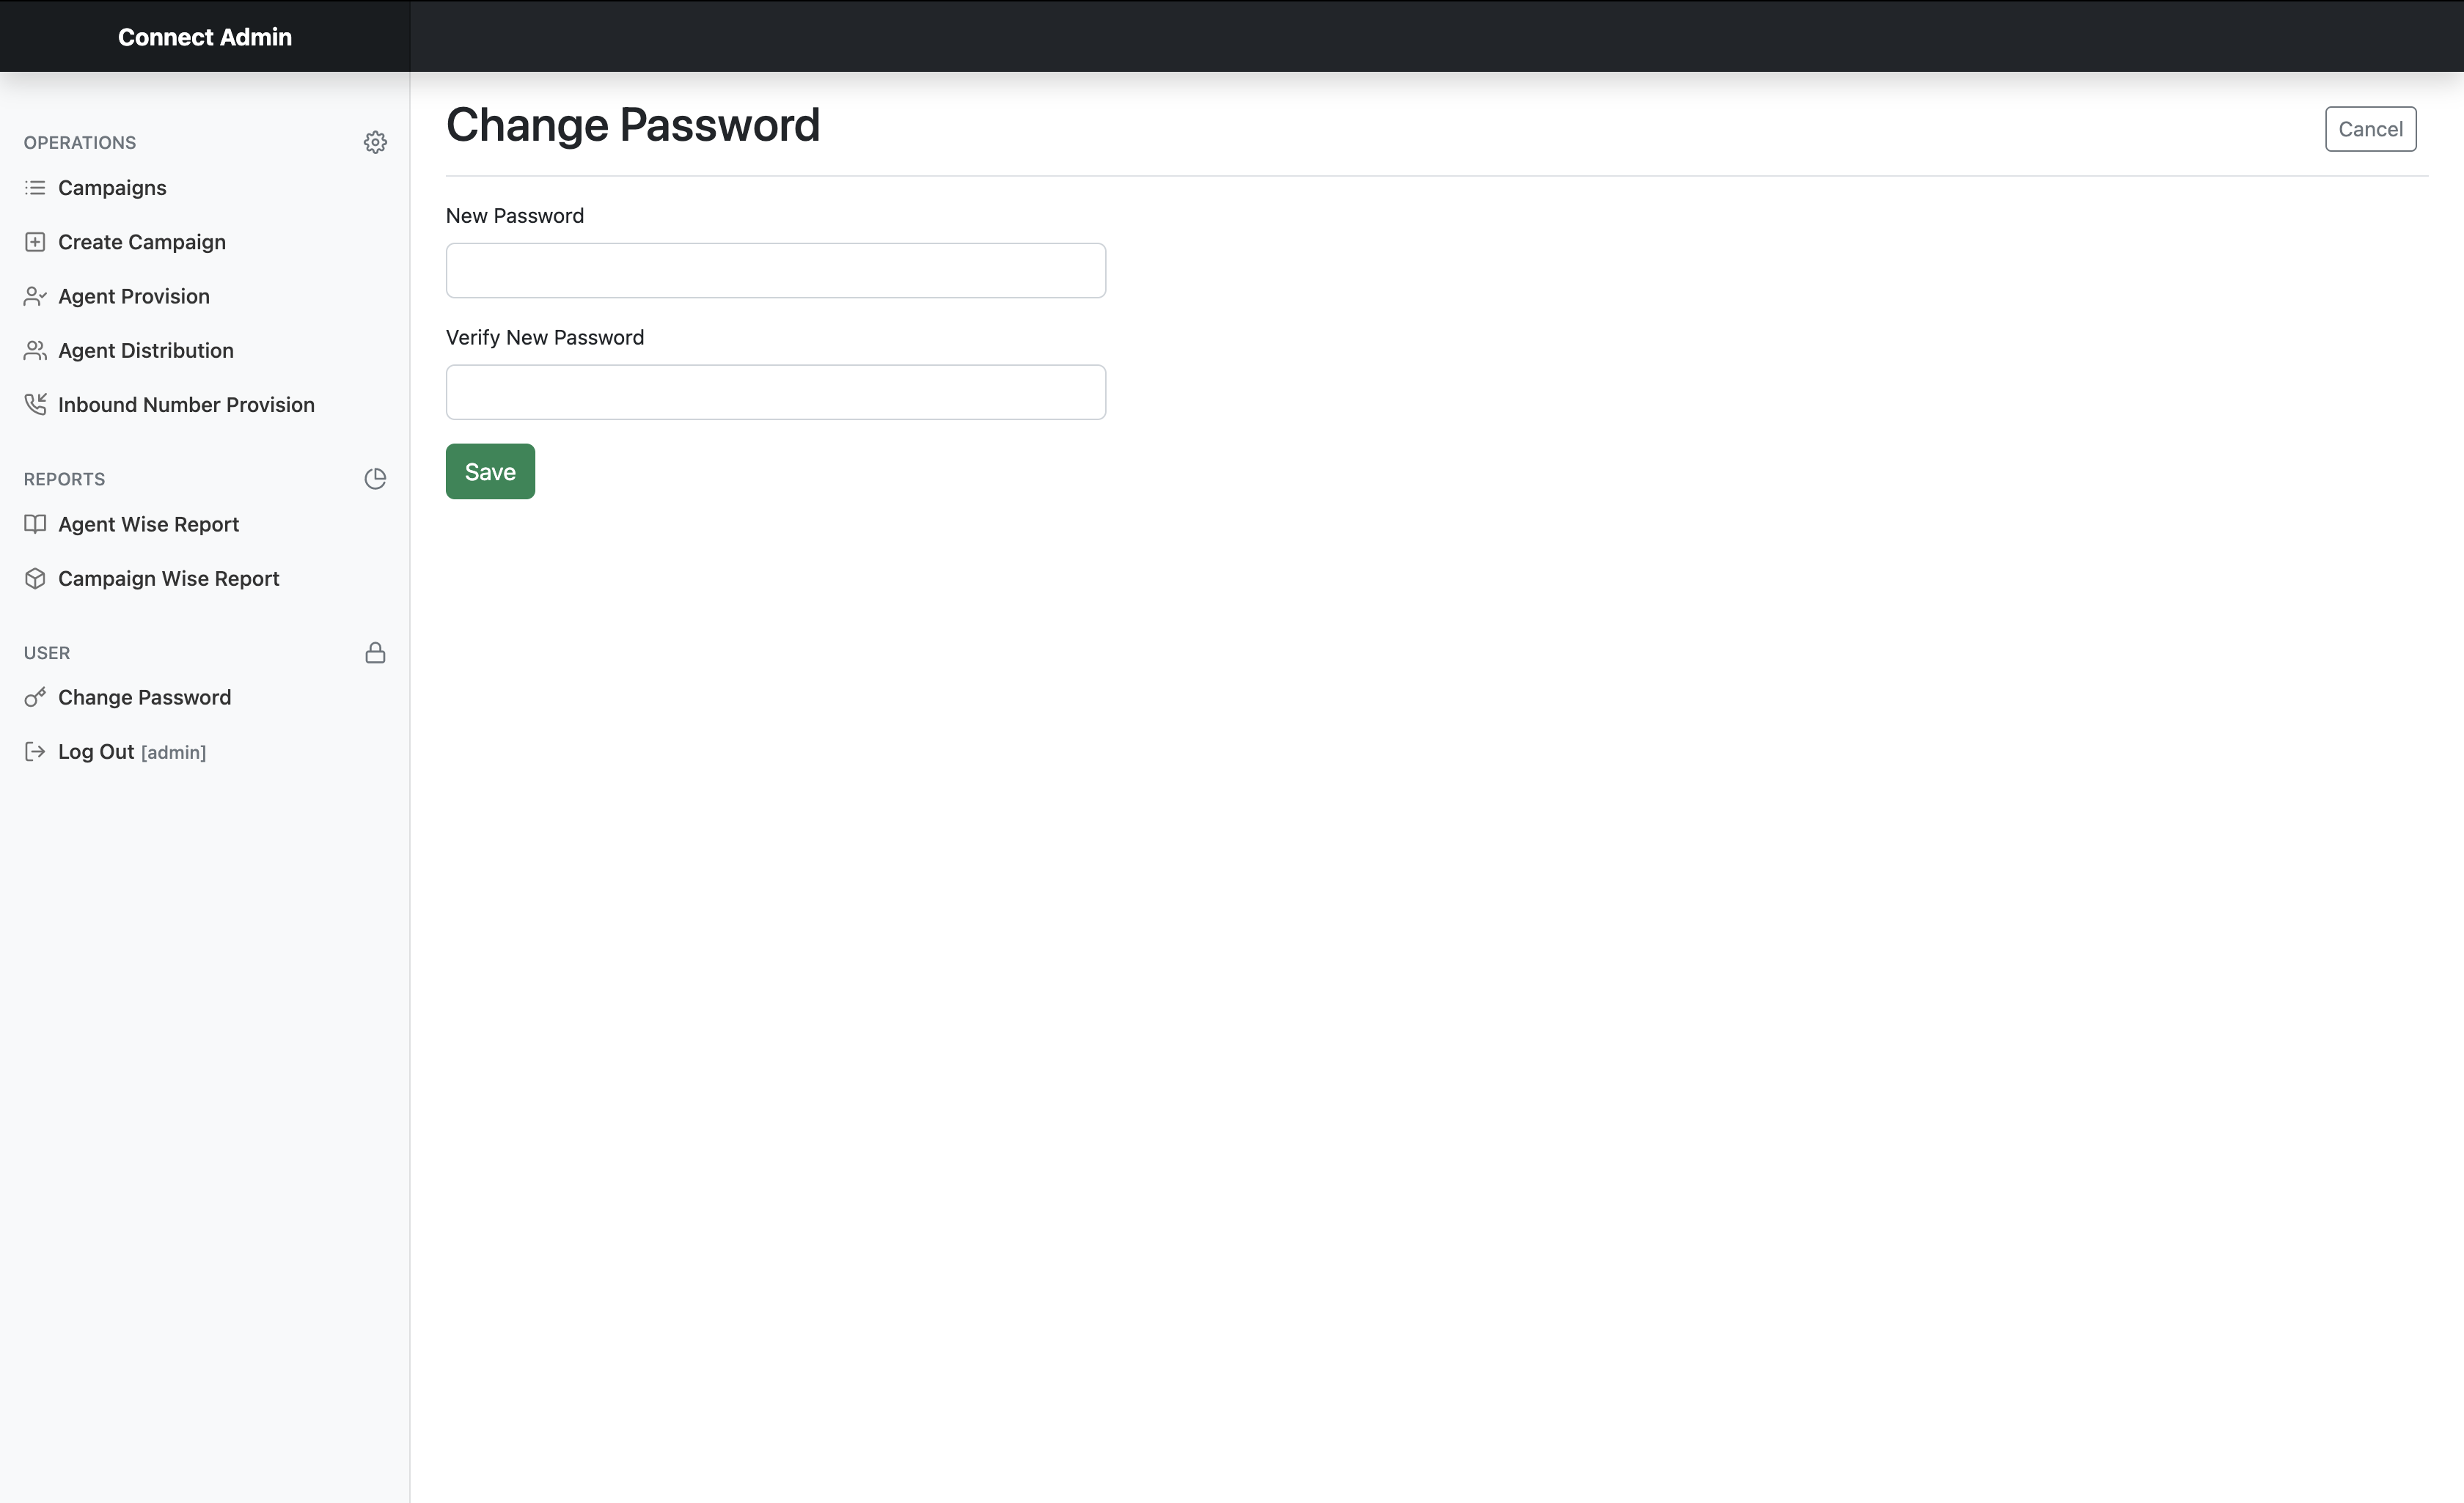 Connect Admin
OPERATIONS
Campaigns
Create Campaign
Agent Provision
Agent Distribution
Inbound Number Provision
REPORTS
Agent Wise Report
Campaign Wise Report
USER
Change Password
Log Out [admin]
Change Password
Cancel
New Password
Verify New Password
Save